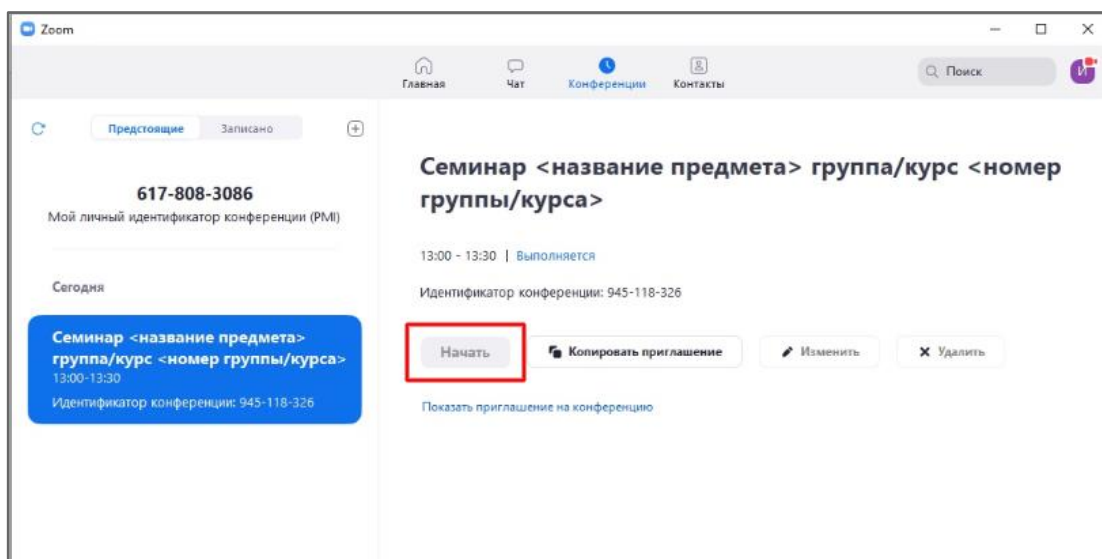 Zoom
Главная
Чат
Конференции
Контакты
Поиск
И
Предстоящие
Записано
617-808-3086
Мой личный идентификатор конференции (PMI)
Сегодня
Семинар <название предмета>
группа/курс <номер группы/курса>
13:00-13:30
Идентификатор конференции: 945-118-326
Семинар <название предмета> группа/курс <номер
группы/курса>
13:00 - 13:30 | Выполняется
Идентификатор конференции: 945-118-326
Начать
Копировать приглашение
Изменить
Удалить
Показать приглашение на конференцию